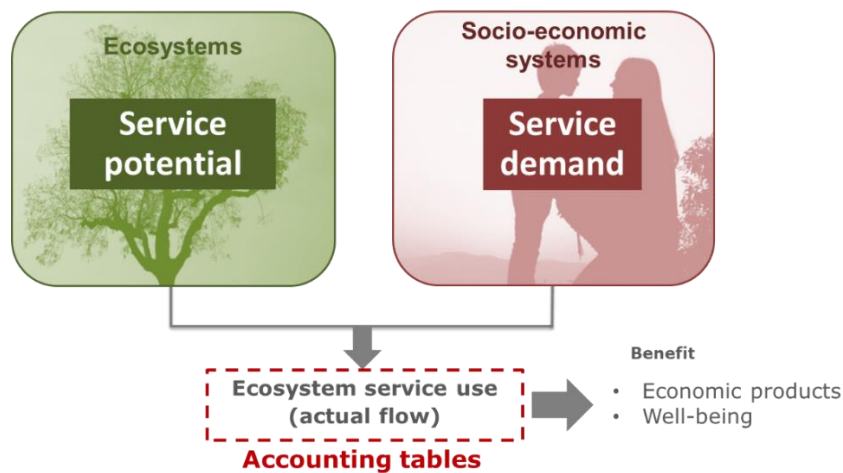 Ecosystems
Service
potential
Socio-economic
systems
Service
demand
Ecosystem service use
(actual flow)
Accounting tables
Benefit
• Economic products
• Well-being